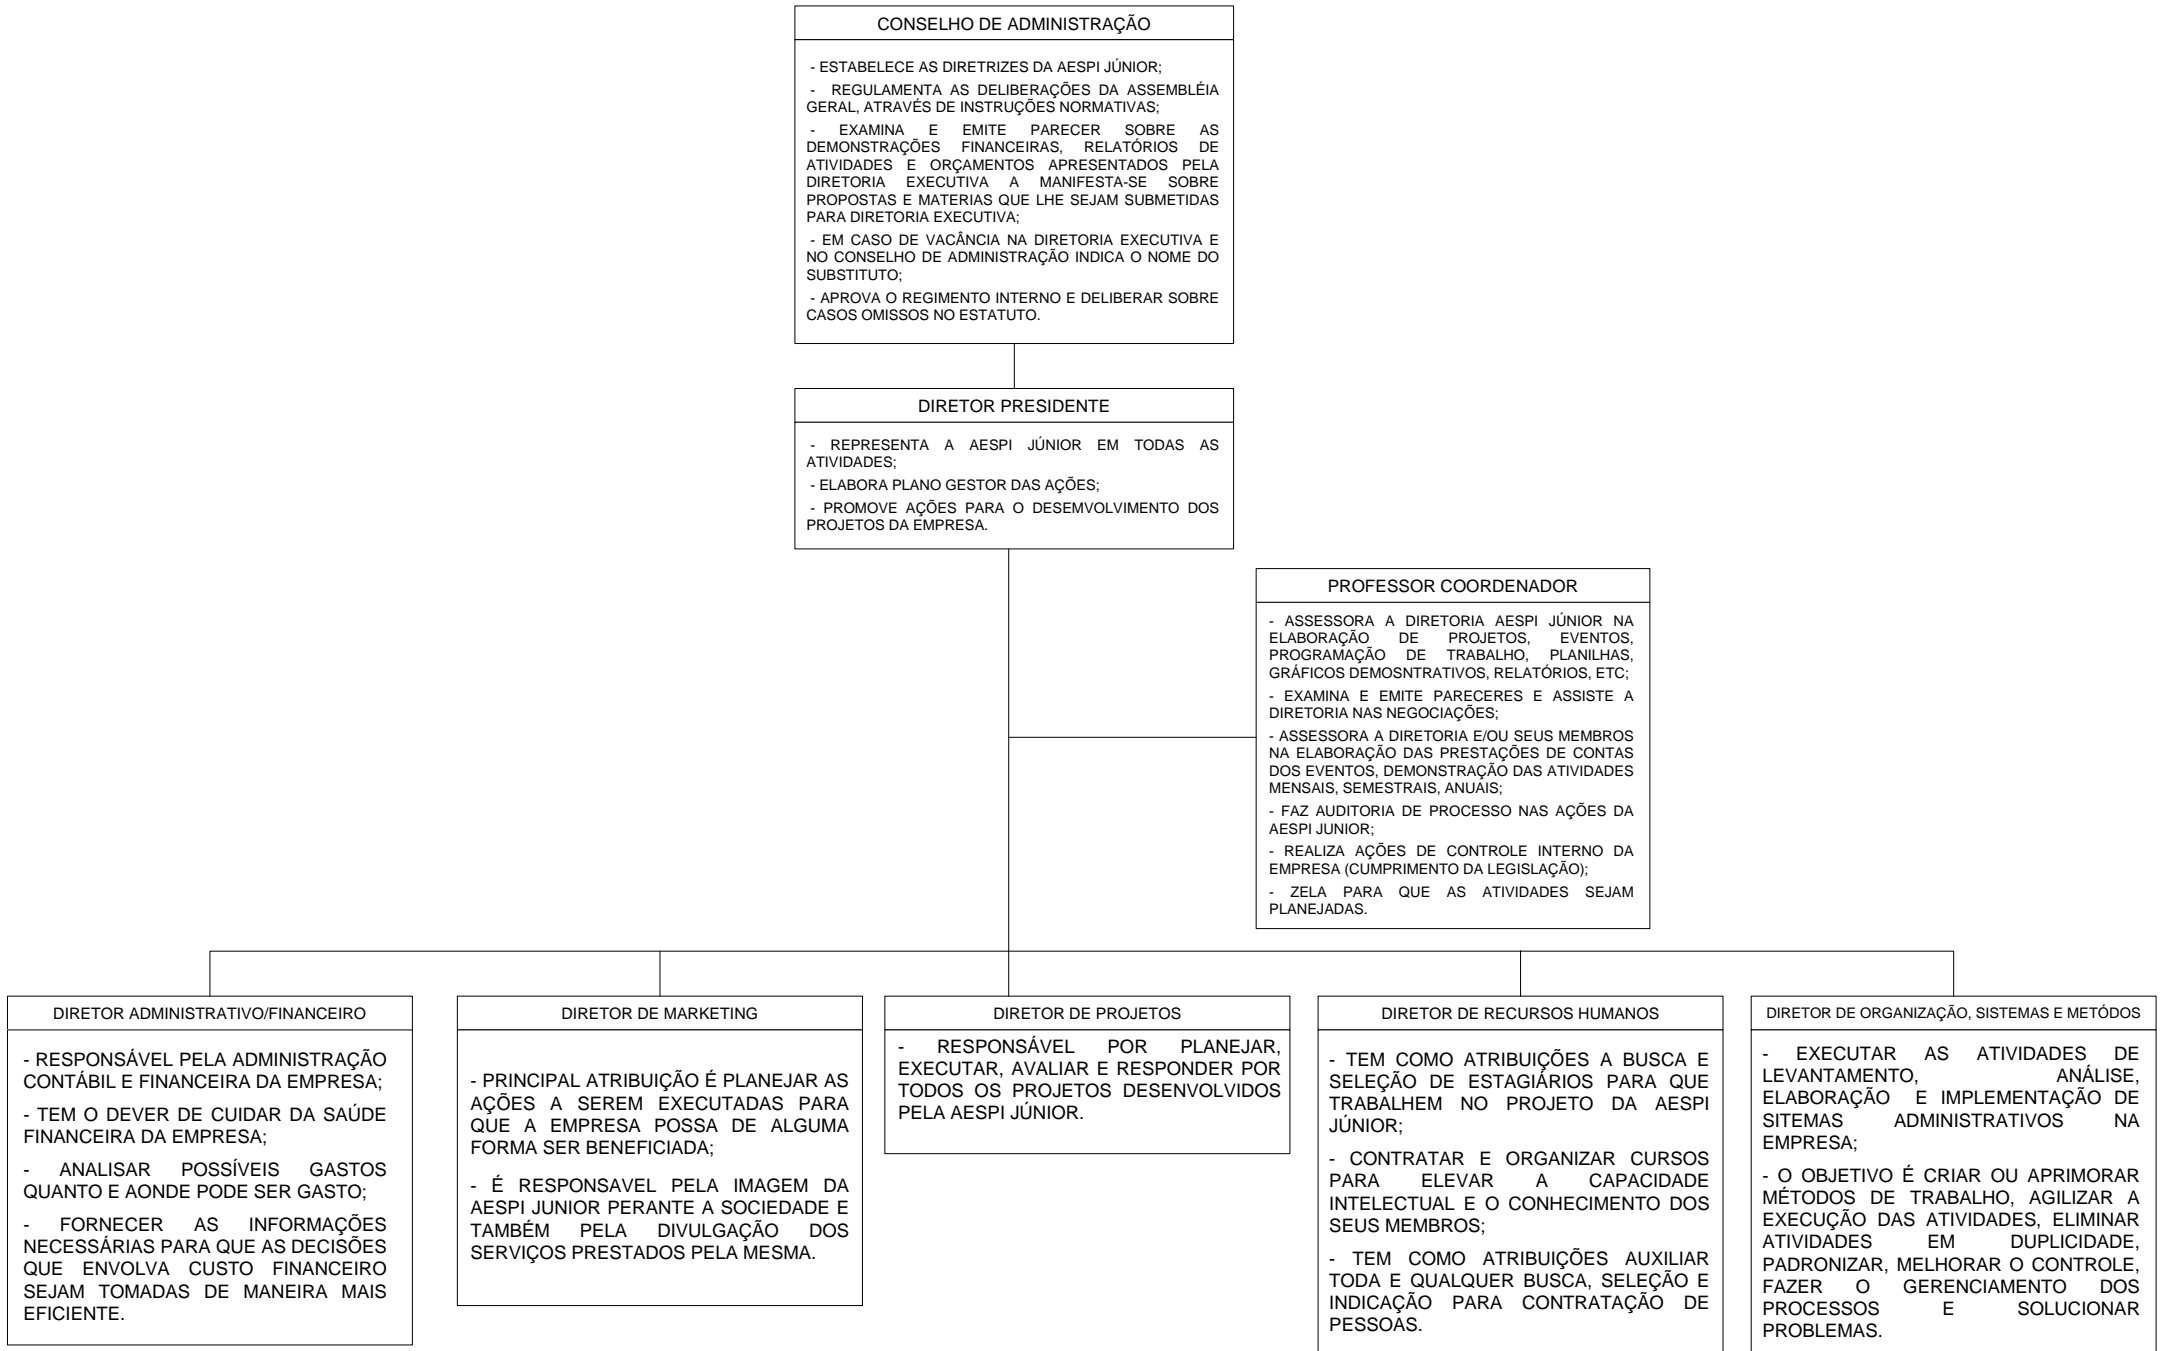 CONSELHO DE ADMINISTRAÇÃO
- ESTABELECE AS DIRETRIZES DA AESPI JÚNIOR;
- REGULAMENTA AS DELIBERAÇÕES DA ASSEMBLÉIA
GERAL, ATRAVÉS DE INSTRUÇÕES NORMATIVAS;
- EXAMINA E EMITE PARECER SOBRE AS
DEMONSTRAÇÕES FINANCEIRAS, RELATÓRIOS DE
ATIVIDADES E ORÇAMENTOS APRESENTADOS PELA
DIRETORIA EXECUTIVA A MANIFESTA-SE SOBRE
PROPOSTAS E MATERIAS QUE LHE SEJAM SUBMETIDAS
PARA DIRETORIA EXECUTIVA;
- EM CASO DE VACÂNCIA NA DIRETORIA EXECUTIVA E
NO CONSELHO DE ADMINISTRAÇÃO INDICA O NOME DO
SUBSTITUTO;
- APROVA O REGIMENTO INTERNO E DELIBERAR SOBRE
CASOS OMISSOS NO ESTATUTO.
DIRETOR PRESIDENTE
- REPRESENTA A AESPI JÚNIOR EM TODAS AS
ATIVIDADES;
- ELABORA PLANO GESTOR DAS AÇÕES;
- PROMOVE AÇÕES PARA O DESEMVOLVIMENTO DOS
PROJETOS DA EMPRESA.
PROFESSOR COORDENADOR
- ASSESSORA A DIRETORIA AESPI JÚNIOR NA
ELABORAÇÃO DE PROJETOS, EVENTOS,
PROGRAMAÇÃO DE TRABALHO, PLANILHAS,
GRÁFICOS DEMOSNTRATIVOS, RELATÓRIOS, ETC;
- EXAMINA E EMITE PARECERES E ASSISTE A
DIRETORIA NAS NEGOCIAÇÕES;
- ASSESSORA A DIRETORIA E/OU SEUS MEMBROS
NA ELABORAÇÃO DAS PRESTAÇÕES DE CONTAS
DOS EVENTOS, DEMONSTRAÇÃO DAS ATIVIDADES
MENSAIS, SEMESTRAIS, ANUAIS;
- FAZ AUDITORIA DE PROCESSO NAS AÇÕES DA
AESPI JUNIOR;
- REALIZA AÇÕES DE CONTROLE INTERNO DA
EMPRESA (CUMPRIMENTO DA LEGISLAÇÃO);
- ZELA PARA QUE AS ATIVIDADES SEJAM
PLANEJADAS.
DIRETOR ADMINISTRATIVO/FINANCEIRO
- RESPONSÁVEL PELA ADMINISTRAÇÃO
CONTÁBIL E FINANCEIRA DA EMPRESA;
- TEM O DEVER DE CUIDAR DA SAÚDE
FINANCEIRA DA EMPRESA;
- ANALISAR POSSÍVEIS GASTOS
QUANTO E AONDE PODE SER GASTO;
- FORNECER AS INFORMAÇÕES
NECESSÁRIAS PARA QUE AS DECISÕES
QUE ENVOLVA CUSTO FINANCEIRO
SEJAM TOMADAS DE MANEIRA MAIS
EFICIENTE.
DIRETOR DE MARKETING
- PRINCIPAL ATRIBUIÇÃO É PLANEJAR AS
AÇÕES A SEREM EXECUTADAS PARA
QUE A EMPRESA POSSA DE ALGUMA
FORMA SER BENEFICIADA;
- É RESPONSAVEL PELA IMAGEM DA
AESPI JUNIOR PERANTE A SOCIEDADE E
TAMBÉM PELA DIVULGAÇÃO DOS
SERVIÇOS PRESTADOS PELA MESMA.
DIRETOR DE PROJETOS
- RESPONSÁVEL POR PLANEJAR,
EXECUTAR, AVALIAR E RESPONDER POR
TODOS OS PROJETOS DESENVOLVIDOS
PELA AESPI JÚNIOR.
DIRETOR DE RECURSOS HUMANOS
- TEM COMO ATRIBUIÇÕES A BUSCA E
SELEÇÃO DE ESTAGIÁRIOS PARA QUE
TRABALHEM NO PROJETO DA AESPI
JÚNIOR;
- CONTRATAR E ORGANIZAR CURSOS
PARA ELEVAR A CAPACIDADE
INTELECTUAL E O CONHECIMENTO DOS
SEUS MEMBROS;
- TEM COMO ATRIBUIÇÕES AUXILIAR
TODA E QUALQUER BUSCA, SELEÇÃO E
INDICAÇÃO PARA CONTRATAÇÃO DE
PESSOAS.
DIRETOR DE ORGANIZAÇÃO, SISTEMAS E METÓDOS
- EXECUTAR AS ATIVIDADES DE
LEVANTAMENTO, ANÁLISE,
ELABORAÇÃO E IMPLEMENTAÇÃO DE
SITEMAS ADMINISTRATIVOS NA
EMPRESA;
- O OBJETIVO É CRIAR OU APRIMORAR
MÉTODOS DE TRABALHO, AGILIZAR A
EXECUÇÃO DAS ATIVIDADES, ELIMINAR
ATIVIDADES EM DUPLICIDADE,
PADRONIZAR, MELHORAR O CONTROLE,
FAZER O GERENCIAMENTO DOS
PROCESSOS E SOLUCIONAR
PROBLEMAS.